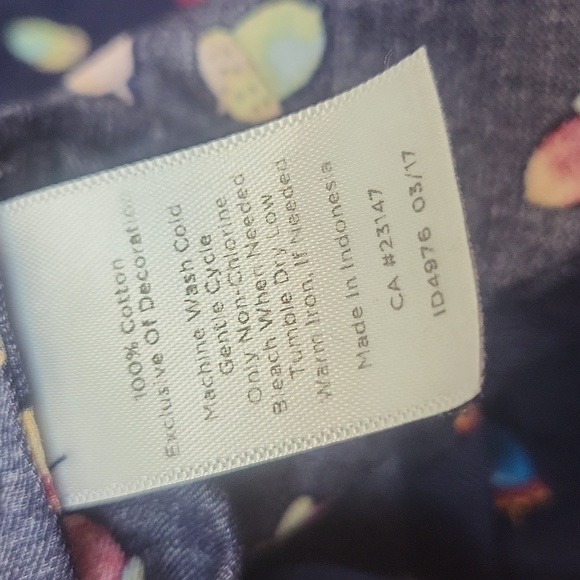 100% Cotton
Exclusive Of Decoration
Machine Wash Cold
Gentle Cycle
Only Non-Chlorine
Bleach When Needed
Tumble Dry Low
Warm Iron, If Needed
Made In Indonesia
CA #23147
ID4976 03/17